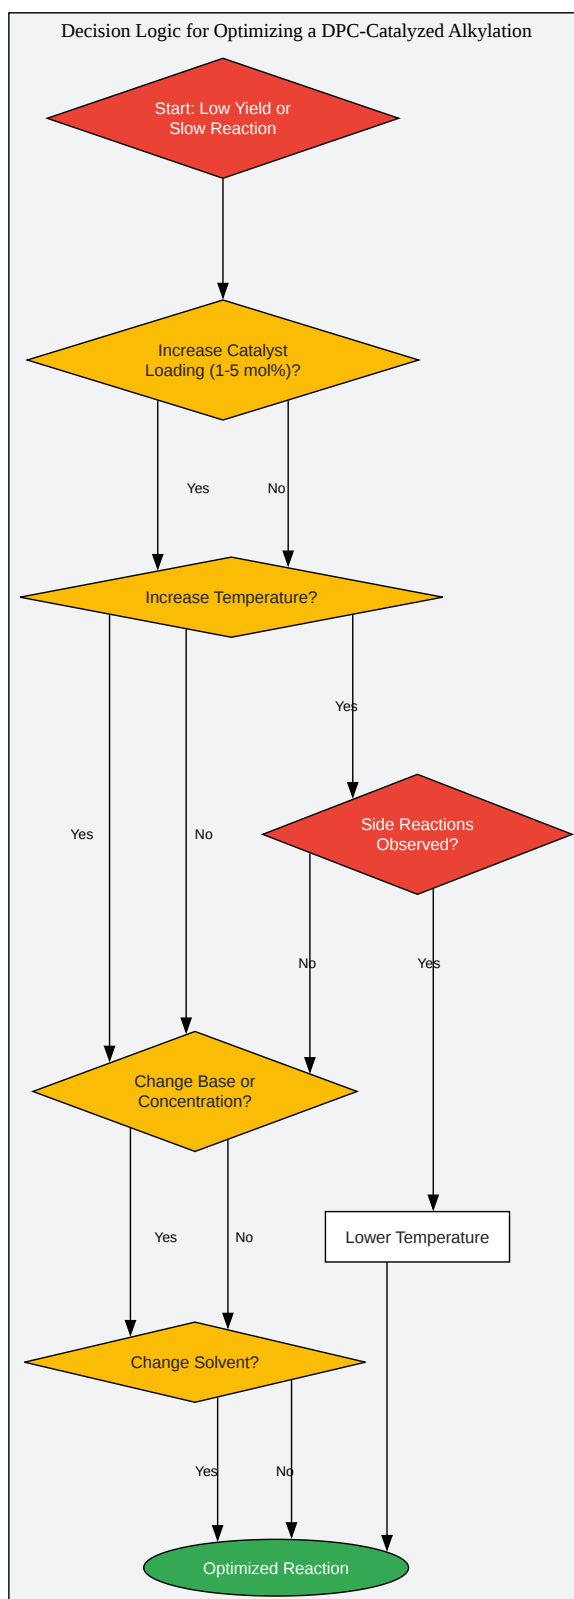 Decision Logic for Optimizing a DPC-Catalyzed Alkylation
Start: Low Yield or
Slow Reaction
Increase Catalyst
Loading (1-5 mol%)?
Yes
No
Increase Temperature?
Yes
Yes
No
Side Reactions
Observed?
No
Yes
Change Base or
Concentration?
Yes
No
Lower Temperature
Change Solvent?
Yes
No
Optimized Reaction